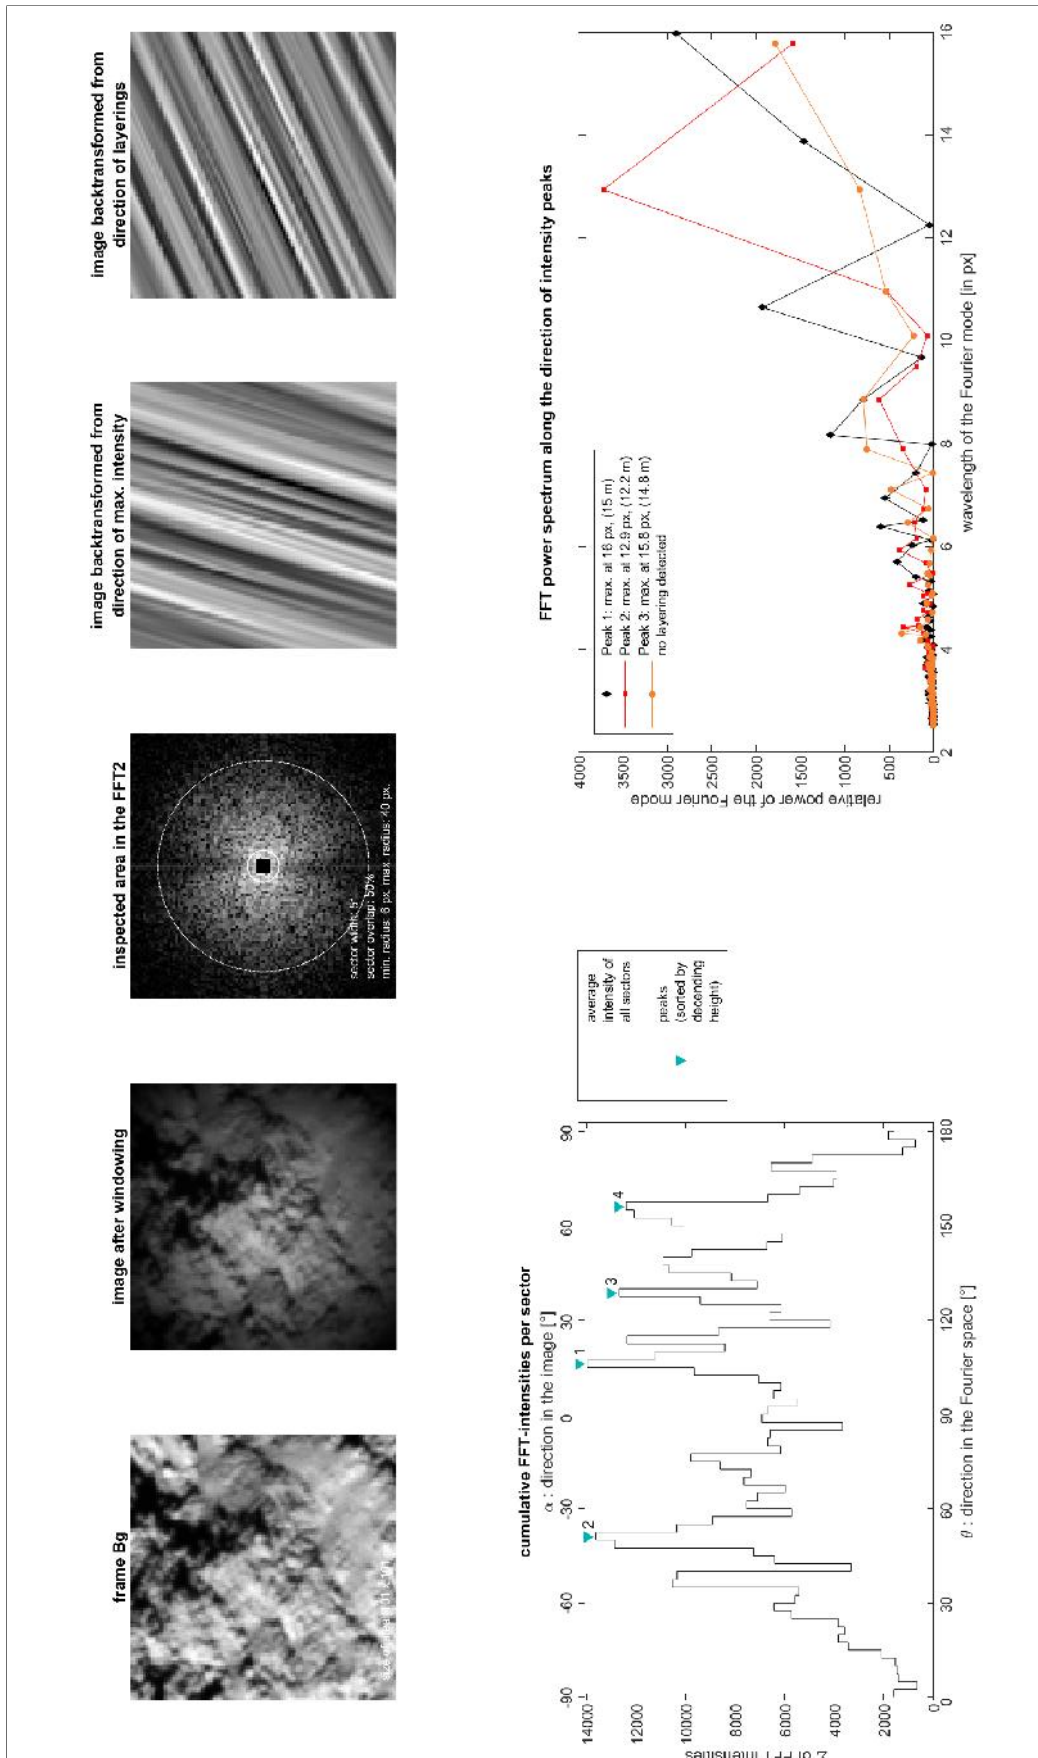 frame Bg
image after windowing
inspected area in the FFT2
sector width: 5°
sector overlap: 50%
min. radius: 6 px, max. radius: 40 px.
image backtransformed from
direction of max. intensity
image backtransformed from
direction of layerings
cumulative FFT-intensities per sector
α : direction in the image [°]
-90 -60 -30 0 30 60 90
14000
12000
10000
8000
6000
4000
2000
0
2 1 3 4
0 30 60 90 120 150 180
θ : direction in the Fourier space [°]
average
intensity of
all sectors
peaks
(sorted by
decending
height)
FFT power spectrum along the direction of intensity peaks
Peak 1: max. at 16 px, (15 m)
Peak 2: max. at 12.9 px, (12.2 m)
Peak 3: max. at 15.8 px, (14.8 m)
no layering detected
relative power of the Fourier mode
4000
3500
3000
2500
2000
1500
1000
500
0
2 4 6 8 10 12 14 16
wavelength of the Fourier mode [in px]